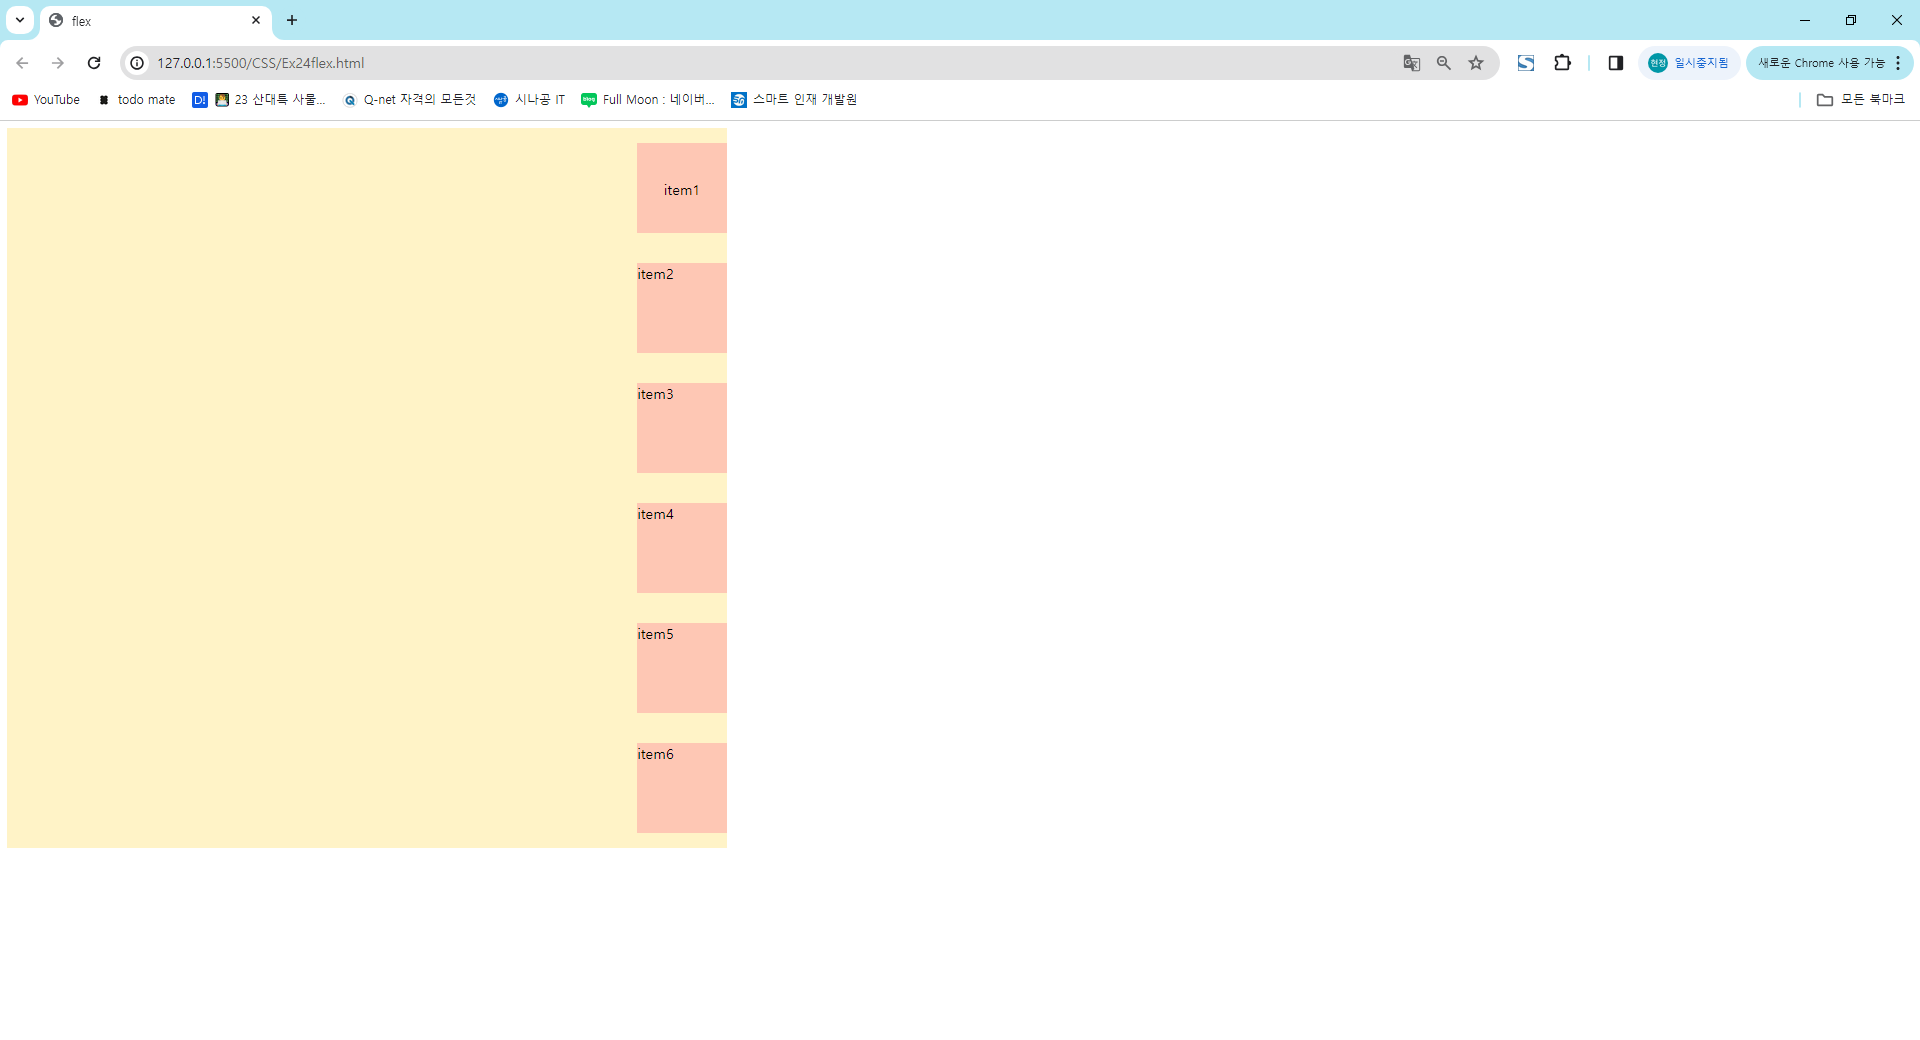 flex
127.0.0.1:5500/CSS/Ex24flex.html
현정 일시중지됨
새로운 Chrome 사용 가능
YouTube
todo mate
D! 23 산대특 사물...
Q-net 자격의 모든것
시나공 IT
blog Full Moon : 네이버...
스마트 인재 개발원
모든 북마크
item1
item2
item3
item4
item5
item6